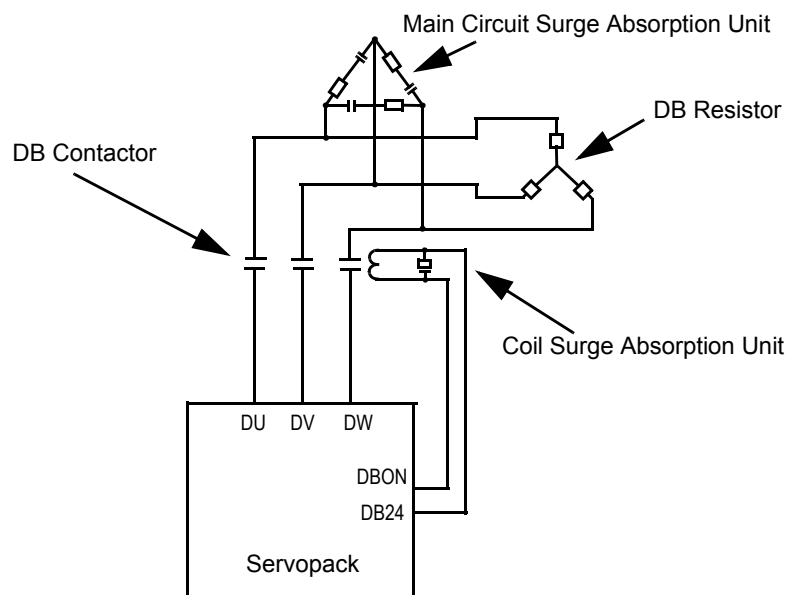 Main Circuit Surge Absorption Unit
DB Resistor
DB Contactor
Coil Surge Absorption Unit
DU DV DW
DBON
DB24
Servopack